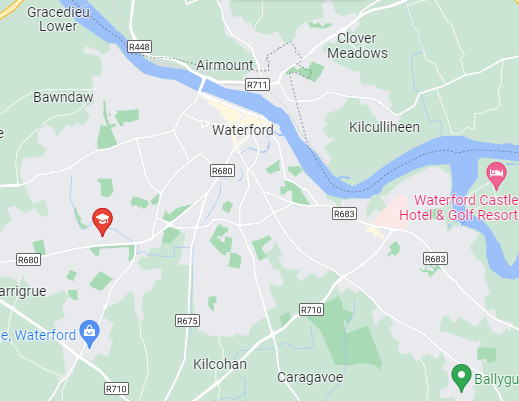 Gracedieu
Lower
R448
Clover
Meadows
Airmount
R711
Bawndaw
Waterford
Kilculliheen
R680
Waterford Castle
Hotel & Golf Resort
R683
R680
R683
arrigrue
R710
R675
e, Waterford
Kilcohan
Caragavoe
Ballygu
R710